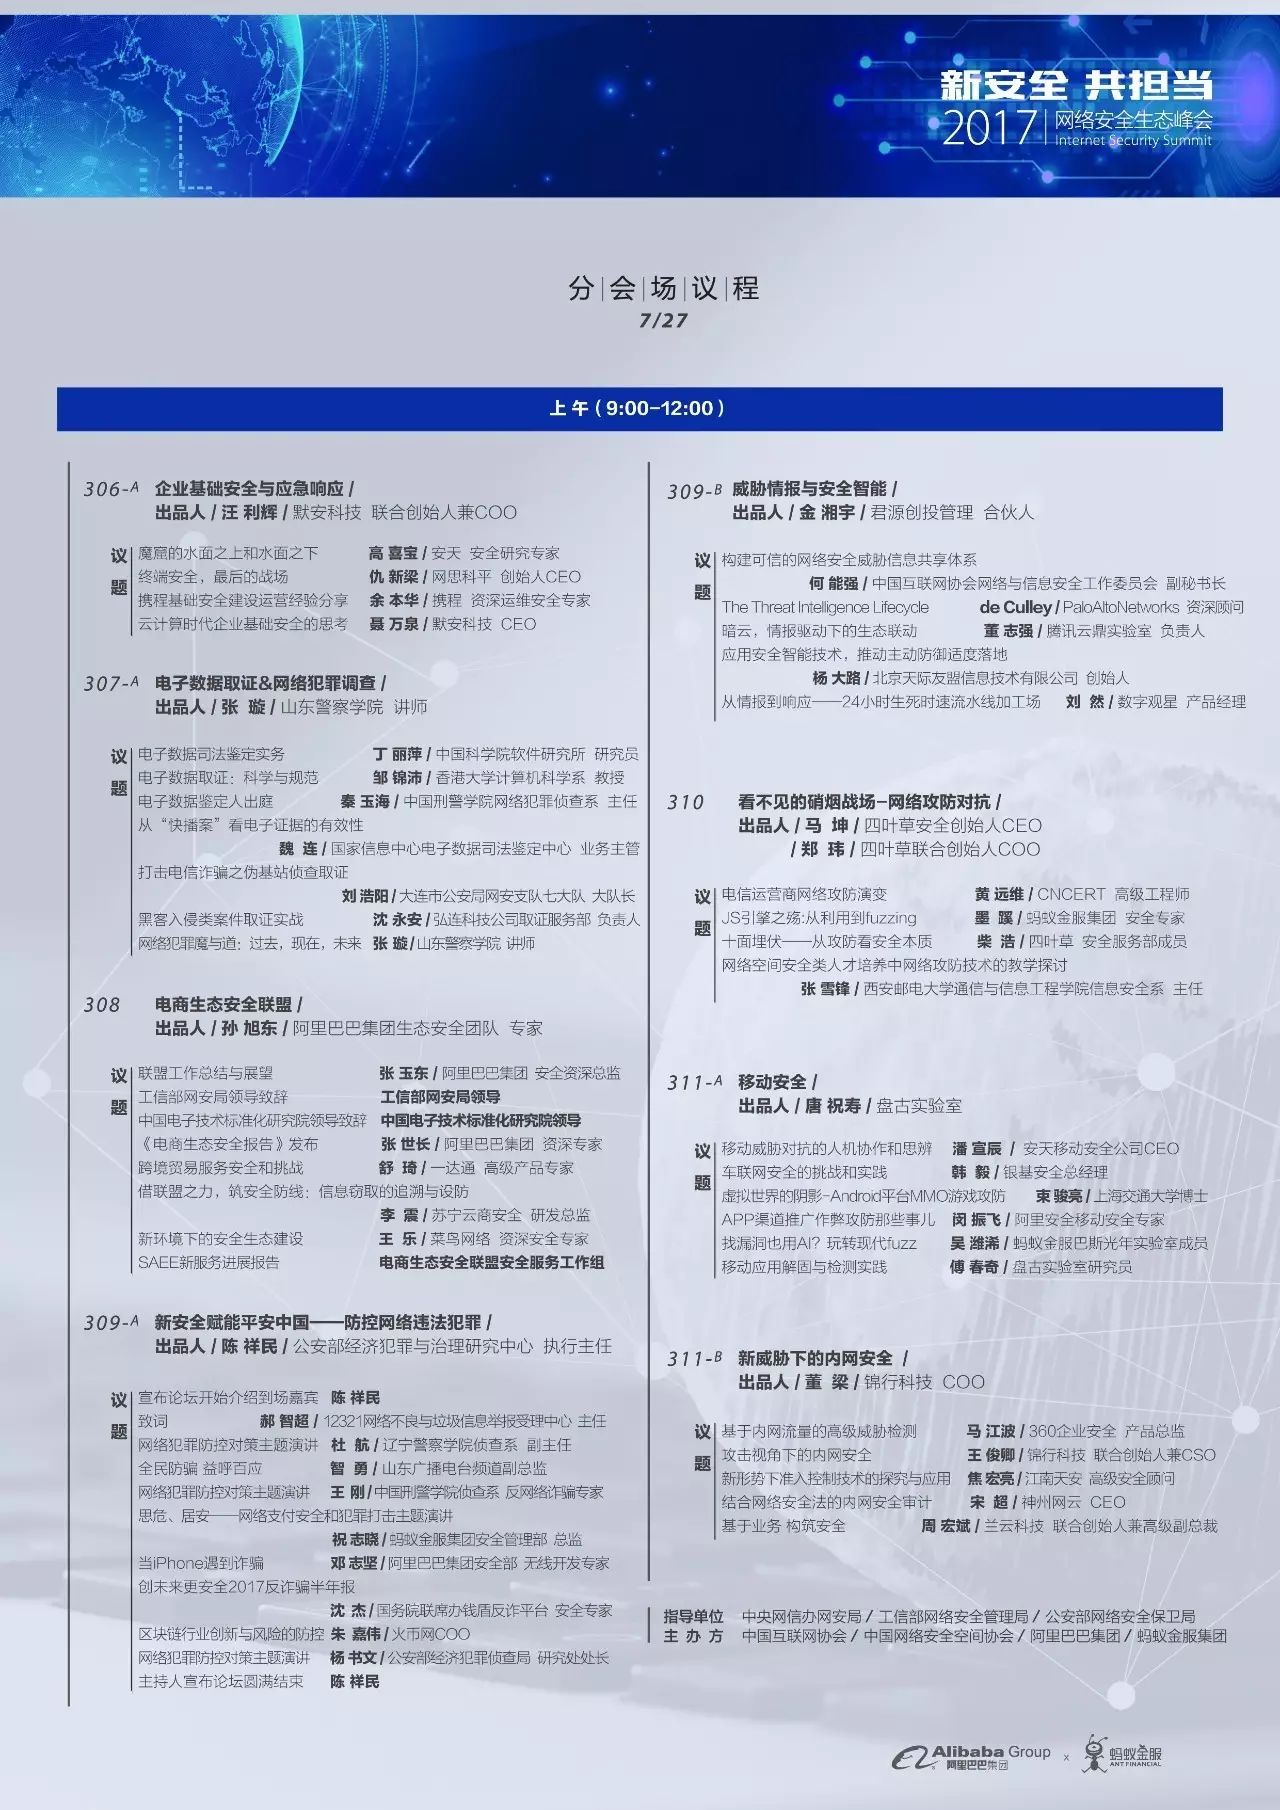 新安全 共担当
2017 网络安全生态峰会
Internet Security Summit
分会场议程
7/27
上午(9:00-12:00)
306-A 企业基础安全与应急响应/
出品人/汪 利辉/默安科技 联合创始人兼COO
议题
魔窟的水面之上和水面之下 高 喜宝/安天 安全研究专家
终端安全，最后的战场 仇 新梁/网思科平 创始人CEO
携程基础安全建设运营经验分享 余 本华/携程 资深运维安全专家
云计算时代企业基础安全的思考 聂 万泉/默安科技 CEO
307-A 电子数据取证&网络犯罪调查/
出品人/张 璇/山东警察学院 讲师
议题
电子数据司法鉴定实务 丁 丽萍/中国科学院软件研究所 研究员
电子数据取证：科学与规范 邹 锦沛/香港大学计算机科学系 教授
电子数据鉴定人出庭 秦 玉海/中国刑警学院网络犯罪侦查系 主任
从“快播案”看电子证据的有效性
魏 连/国家信息中心电子数据司法鉴定中心 业务主管
打击电信诈骗之伪基站侦查取证
刘 浩阳/大连市公安局网安支队七大队 大队长
黑客入侵类案件取证实战 沈 永安/弘连科技公司取证服务部 负责人
网络犯罪魔与道：过去，现在，未来 张 璇/山东警察学院 讲师
308 电商生态安全联盟/
出品人/孙 旭东/阿里巴巴集团生态安全团队 专家
议题
联盟工作总结与展望 张 玉东/阿里巴巴集团 安全资深总监
工信部网安局领导致辞 工信部网安局领导
中国电子技术标准化研究院领导致辞 中国电子技术标准化研究院领导
《电商生态安全报告》发布 张 世长/阿里巴巴集团 资深专家
跨境贸易服务安全和挑战 舒 琦/一达通 高级产品专家
借联盟之力，筑安全防线：信息窃取的追溯与设防
李 震/苏宁云商安全 研发总监
新环境下的安全生态建设 王 乐/菜鸟网络 资深安全专家
SAEE新服务进展报告 电商生态安全联盟安全服务工作组
309-A 新安全赋能平安中国——防控网络违法犯罪/
出品人/陈 祥民/公安部经济犯罪与治理研究中心 执行主任
议题
宣布论坛开始介绍到场嘉宾 陈 祥民
致词 郝 智超/12321网络不良与垃圾信息举报受理中心 主任
网络犯罪防控对策主题演讲 杜 航/辽宁警察学院侦查系 副主任
全民防骗 益呼百应 智 勇/山东广播电台频道副总监
网络犯罪防控对策主题演讲 王 刚/中国刑警学院侦查系 反网络诈骗专家
思危、居安——网络支付安全和犯罪打击主题演讲
祝 志晓/蚂蚁金服集团安全管理部 总监
当iPhone遇到诈骗 邓 志坚/阿里巴巴集团安全部 无线开发专家
创未来更安全2017反诈骗半年报
沈 杰/国务院联席办钱盾反诈平台 安全专家
区块链行业创新与风险的防控 朱 嘉伟/火币网COO
网络犯罪防控对策主题演讲 杨 书文/公安部经济犯罪侦查局 研究处处长
主持人宣布论坛圆满结束 陈 祥民
309-B 威胁情报与安全智能/
出品人/金 湘宇/君源创投管理 合伙人
议题
构建可信的网络安全威胁信息共享体系
何 能强/中国互联网协会网络与信息安全工作委员会 副秘书长
The Threat Intelligence Lifecycle de Culley/PaloAltoNetworks 资深顾问
暗云，情报驱动下的生态联动 董 志强/腾讯云鼎实验室 负责人
应用安全智能技术，推动主动防御适度落地
杨 大路/北京天际友盟信息技术有限公司 创始人
从情报到响应——24小时生死时速流水线加工场 刘 然/数字观星 产品经理
310 看不见的硝烟战场-网络攻防对抗/
出品人/马 坤/四叶草安全创始人CEO
/郑 玮/四叶草联合创始人COO
议题
电信运营商网络攻防演变 黄 远维/CNCERT 高级工程师
JS引擎之殇:从利用到fuzzing 墨 蹊/蚂蚁金服集团 安全专家
十面埋伏——从攻防看安全本质 柴 浩/四叶草 安全服务部成员
网络空间安全类人才培养中网络攻防技术的教学探讨
张 雪锋/西安邮电大学通信与信息工程学院信息安全系 主任
311-A 移动安全/
出品人/唐 祝寿/盘古实验室
议题
移动威胁对抗的人机协作和思辨 潘 宣辰 / 安天移动安全公司CEO
车联网安全的挑战和实践 韩 毅/银基安全总经理
虚拟世界的阴影-Android平台MMO游戏攻防 束 骏亮/上海交通大学博士
APP渠道推广作弊攻防那些事儿 闵 振飞/阿里安全移动安全专家
找漏洞也用AI？玩转现代fuzz 吴 潍浠/蚂蚁金服巴斯光年实验室成员
移动应用解固与检测实践 傅 春奇/盘古实验室研究员
311-B 新威胁下的内网安全 /
出品人/董 梁/锦行科技 COO
议题
基于内网流量的高级威胁检测 马 江波/360企业安全 产品总监
攻击视角下的内网安全 王 俊卿/锦行科技 联合创始人兼CSO
新形势下准入控制技术的探究与应用 焦 宏亮/江南天安 高级安全顾问
结合网络安全法的内网安全审计 宋 超/神州网云 CEO
基于业务 构筑安全 周 宏斌/兰云科技 联合创始人兼高级副总裁
指导单位 中央网信办网安局/工信部网络安全管理局/公安部网络安全保卫局
主办方 中国互联网协会/中国网络安全空间协会/阿里巴巴集团/蚂蚁金服集团
Alibaba Group 阿里巴巴集团 x 蚂蚁金服 ANT FINANCIAL